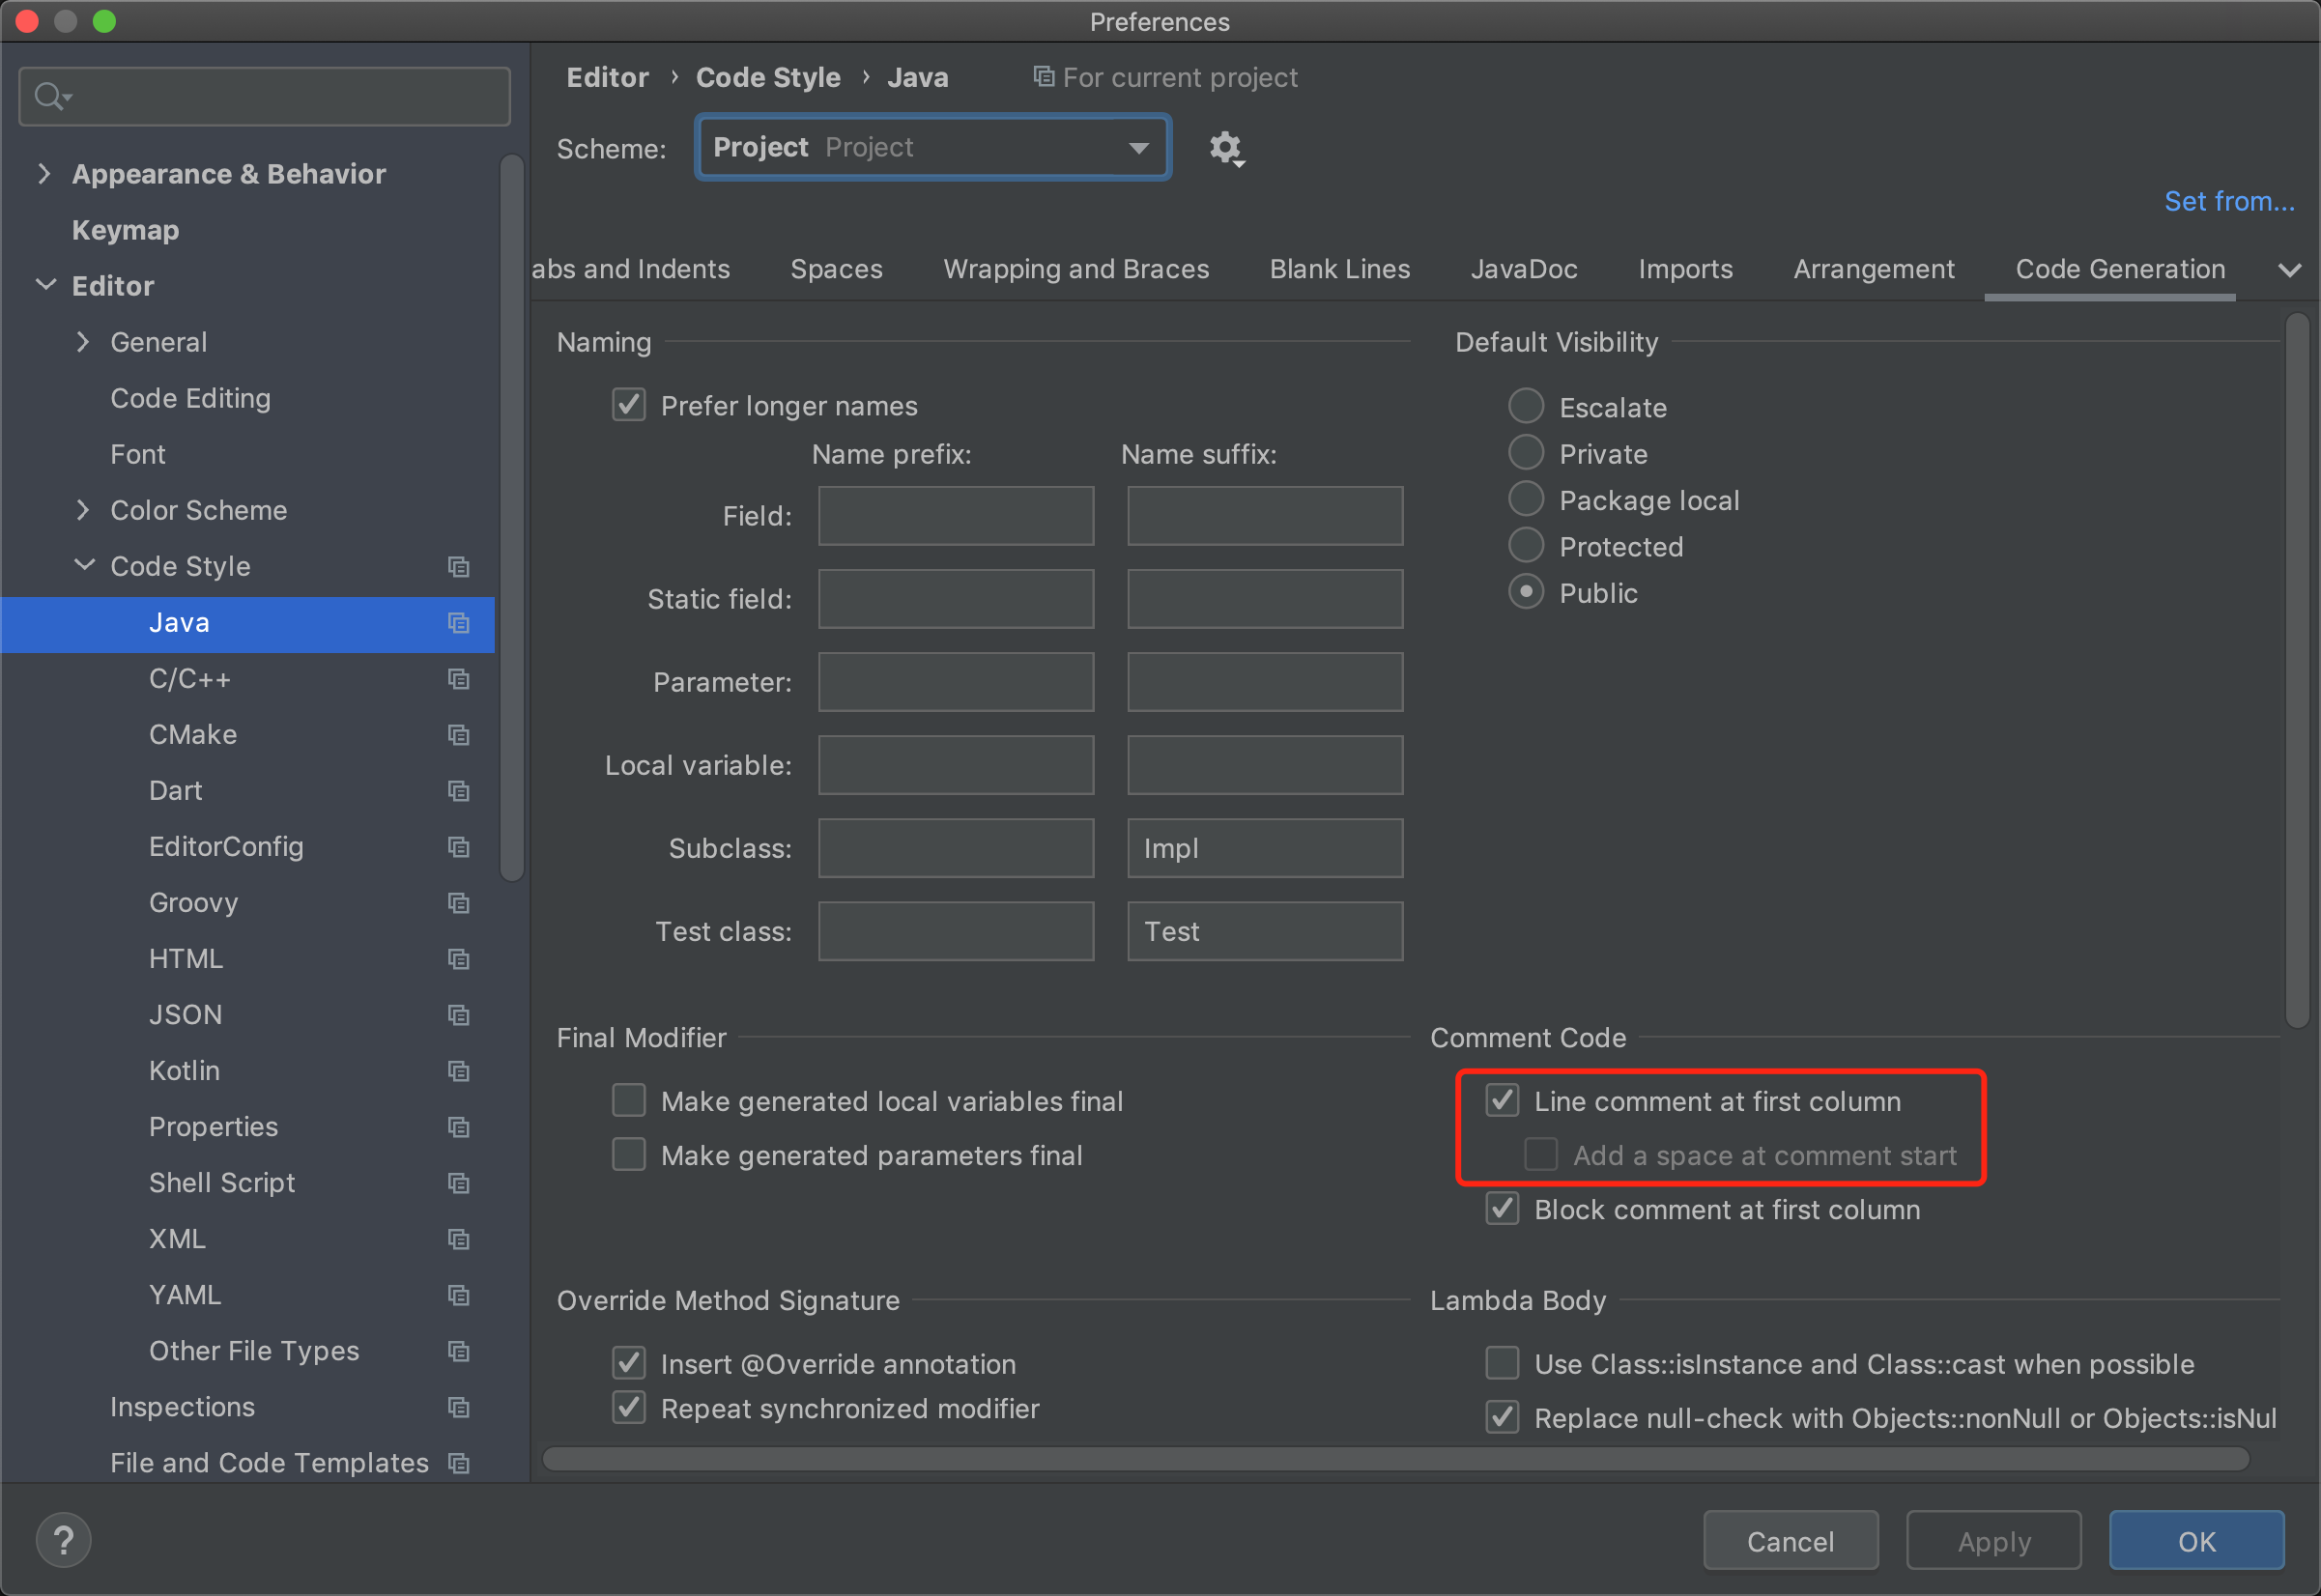 Preferences
Appearance & Behavior
Keymap
Editor
General
Code Editing
Font
Color Scheme
Code Style
Java
C/C++
CMake
Dart
EditorConfig
Groovy
HTML
JSON
Kotlin
Properties
Shell Script
XML
YAML
Other File Types
Inspections
File and Code Templates
Editor › Code Style › Java For current project
Scheme: Project Project
Set from...
abs and Indents Spaces Wrapping and Braces Blank Lines JavaDoc Imports Arrangement Code Generation
Naming
Prefer longer names
Name prefix: Name suffix:
Field:
Static field:
Parameter:
Local variable:
Subclass: Impl
Test class: Test
Default Visibility
Escalate
Private
Package local
Protected
Public
Final Modifier
Make generated local variables final
Make generated parameters final
Comment Code
Line comment at first column
Add a space at comment start
Block comment at first column
Override Method Signature
Insert @Override annotation
Repeat synchronized modifier
Lambda Body
Use Class::isInstance and Class::cast when possible
Replace null-check with Objects::nonNull or Objects::isNul
?
Cancel Apply OK